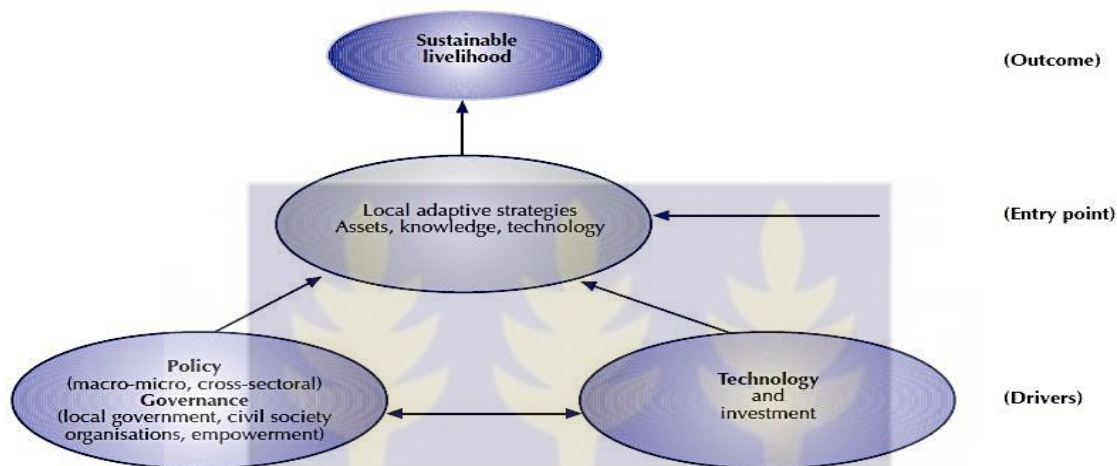 Sustainable
livelihood
(Outcome)
Local adaptive strategies
Assets, knowledge, technology
(Entry point)
Policy
(macro-micro, cross-sectoral)
Governance
(local government, civil society
organisations, empowerment)
Technology
and
investment
(Drivers)